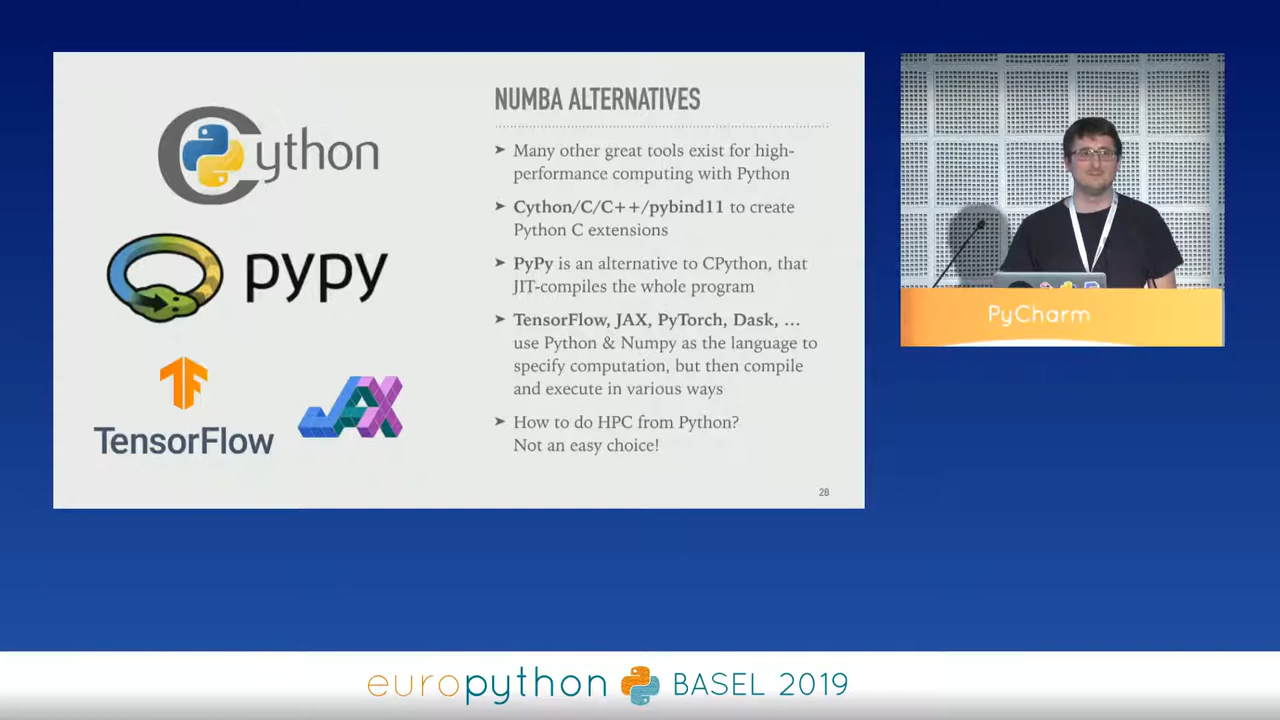 Cython
pypy
TensorFlow
JAX
NUMBA ALTERNATIVES
➤ Many other great tools exist for high-
performance computing with Python
➤ Cython/C/C++/pybind11 to create
Python C extensions
➤ PyPy is an alternative to CPython, that
JIT-compiles the whole program
➤ TensorFlow, JAX, PyTorch, Dask, …
use Python & Numpy as the language to
specify computation, but then compile
and execute in various ways
➤ How to do HPC from Python?
Not an easy choice!
28
PyCharm
europython BASEL 2019